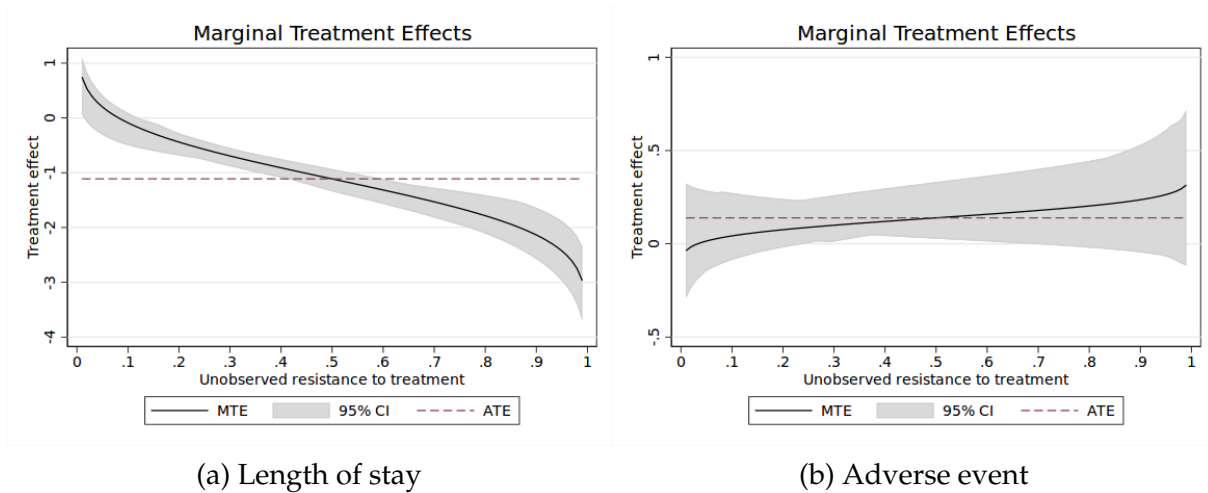 Marginal Treatment Effects
Treatment effect
1
0
-1
-2
-3
-4
0 .1 .2 .3 .4 .5 .6 .7 .8 .9 1
Unobserved resistance to treatment
MTE 95% CI ATE
(a) Length of stay
Marginal Treatment Effects
Treatment effect
1
.5
0
-.5
0 .1 .2 .3 .4 .5 .6 .7 .8 .9 1
Unobserved resistance to treatment
MTE 95% CI ATE
(b) Adverse event